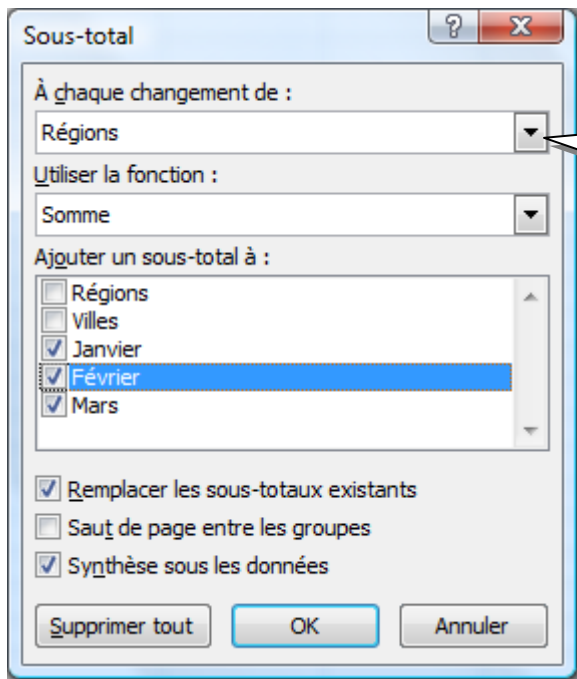 Sous-total
?
À chaque changement de :
Régions
Utiliser la fonction :
Somme
Ajouter un sous-total à :
Régions
Villes
Janvier
Février
Mars
Remplacer les sous-totaux existants
Saut de page entre les groupes
Synthèse sous les données
Supprimer tout OK Annuler